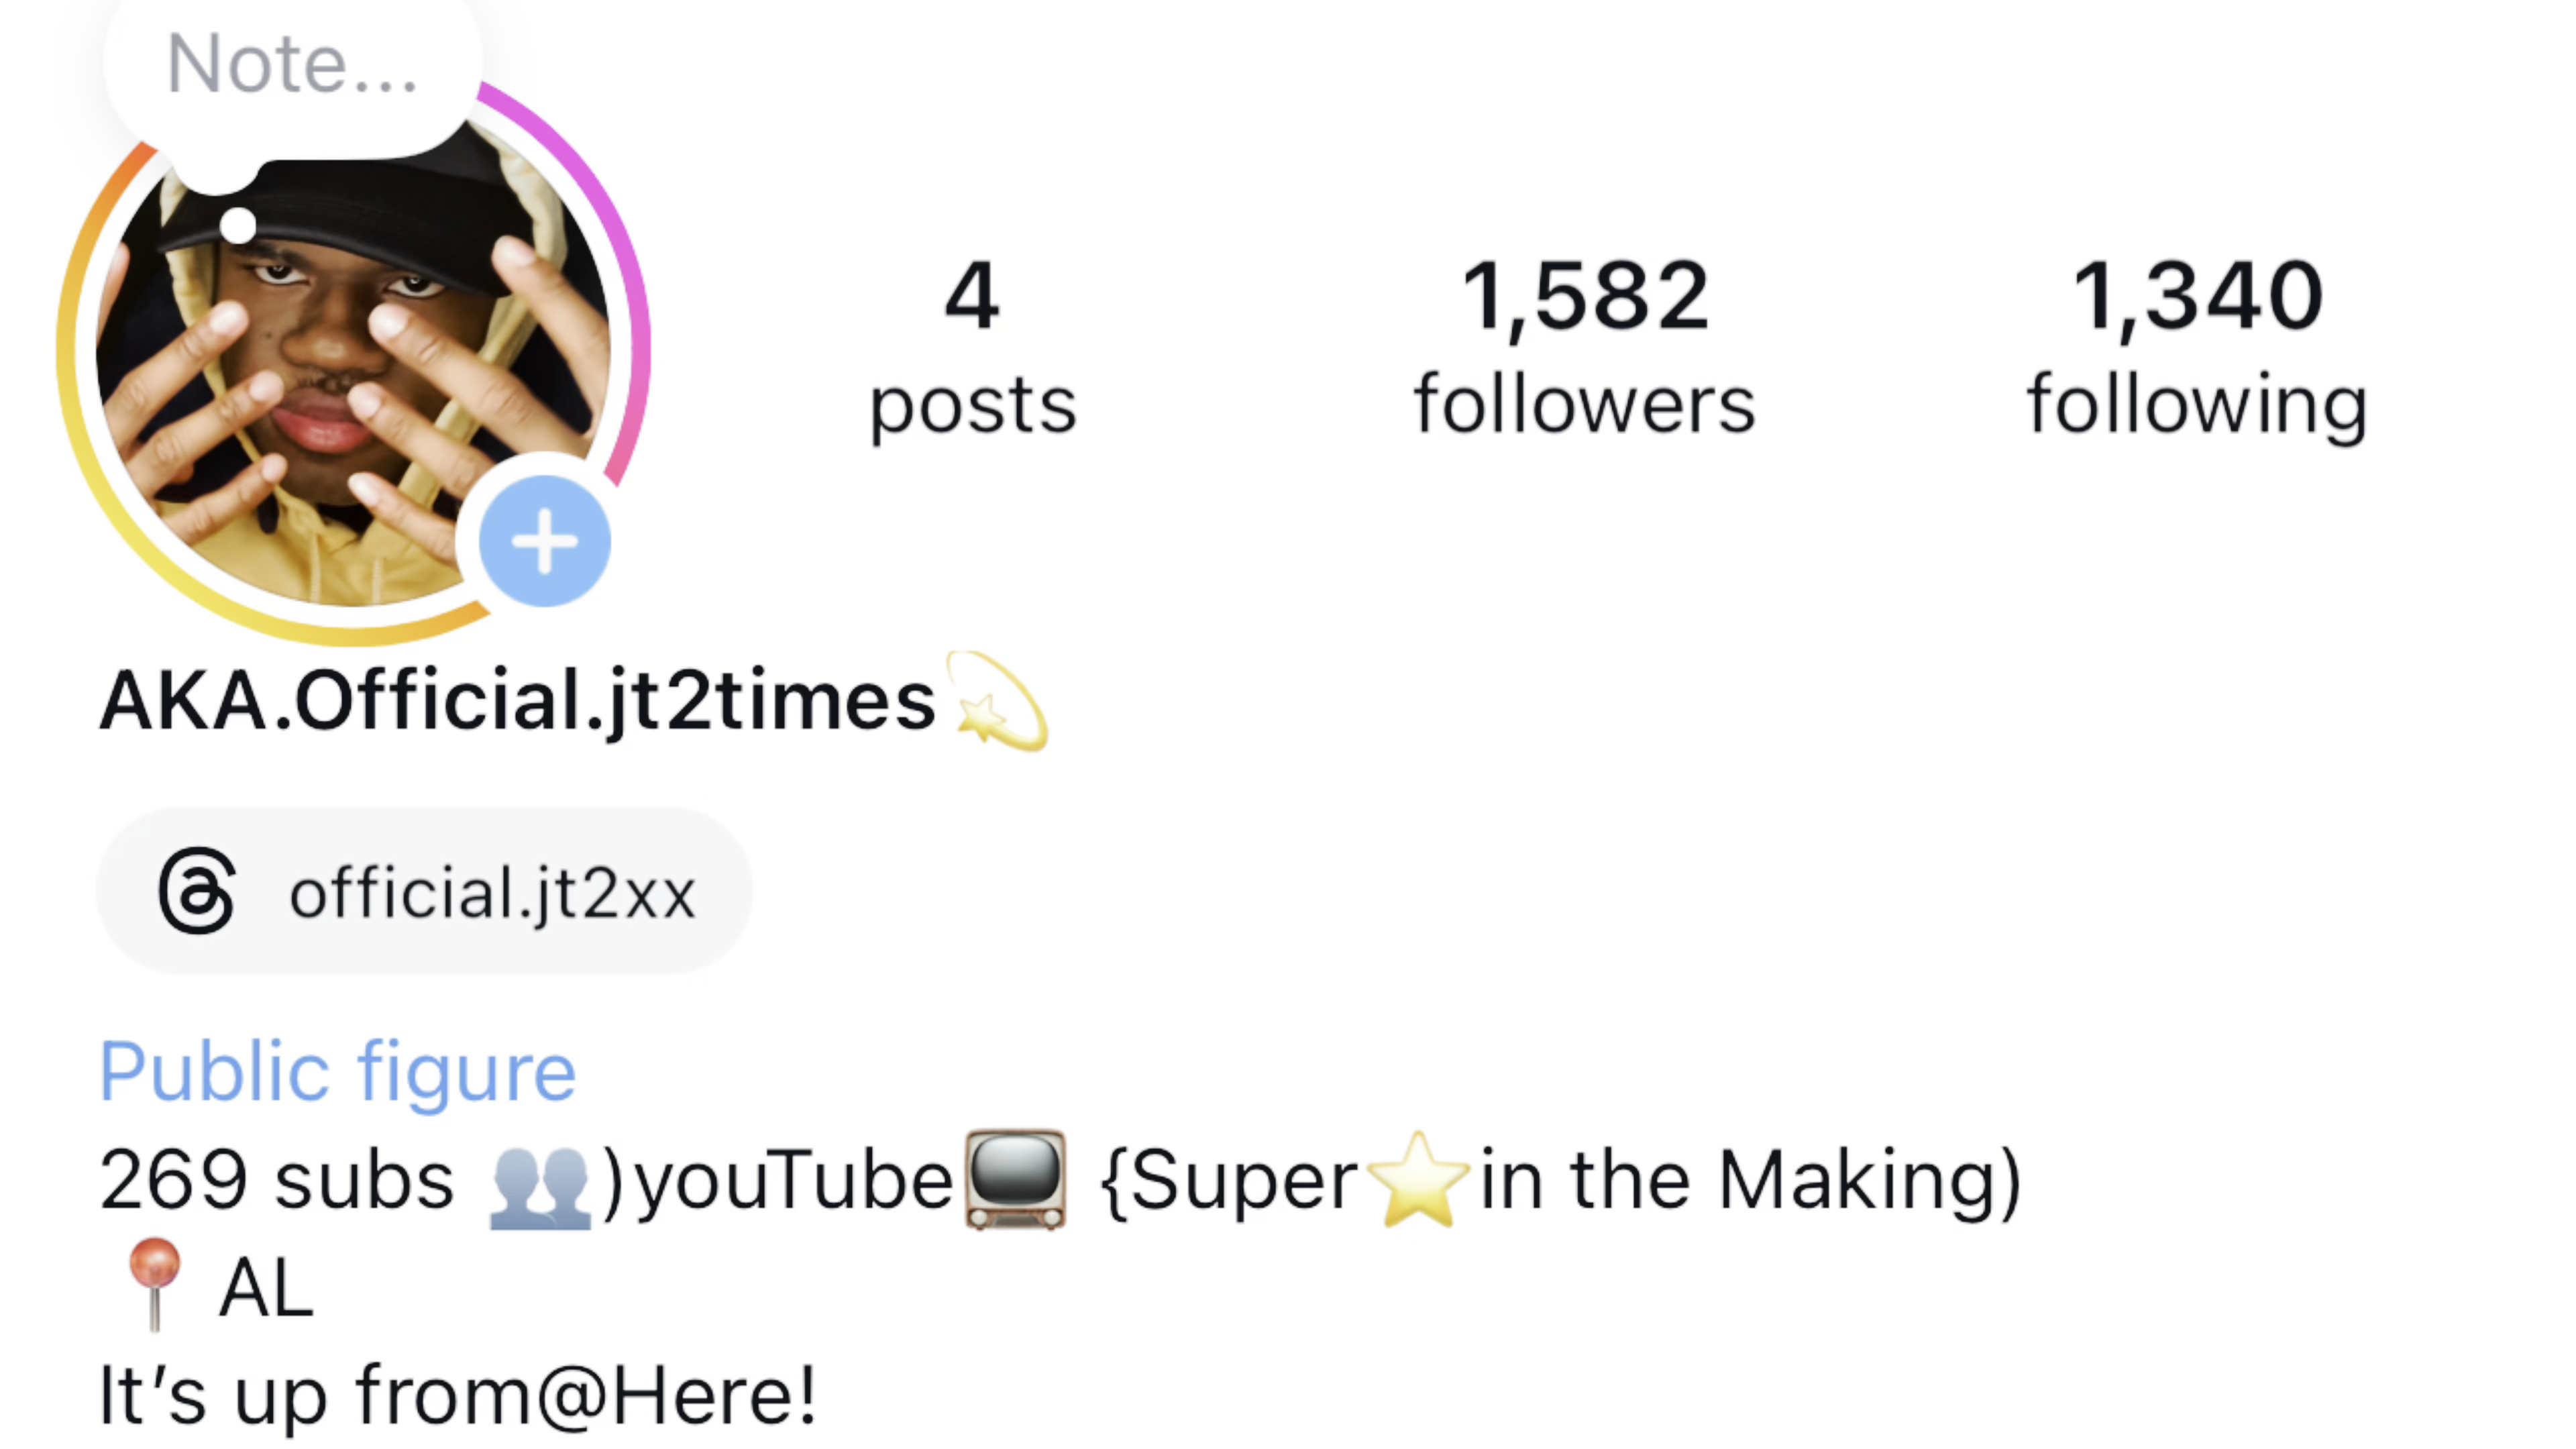 Note...
4 1,582 1,340
posts followers following
AKA.Official.jt2times💫
official.jt2xx
Public figure
269 subs 👥)youTube📺 {Super⭐in the Making)
📍 AL
It’s up from@Here!